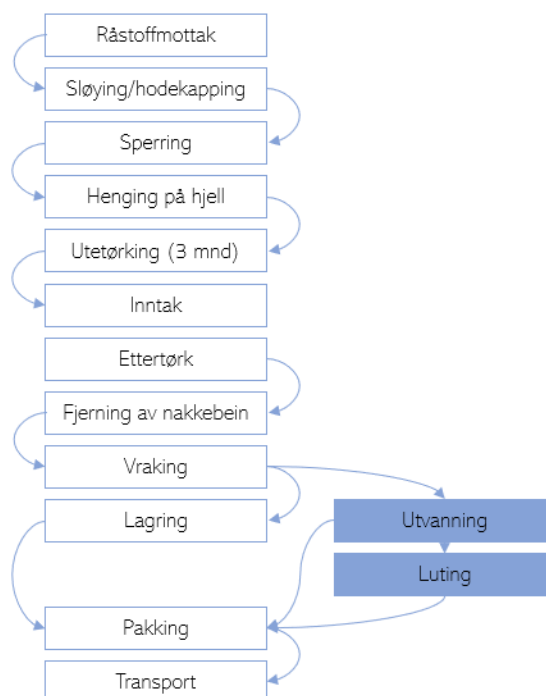 Råstoffmottak
Sløying/hodekapping
Sperring
Henging på hjell
Utetørking (3 mnd)
Inntak
Ettertørk
Fjerning av nakkebein
Vraking
Lagring
Utvanning
Luting
Pakking
Transport